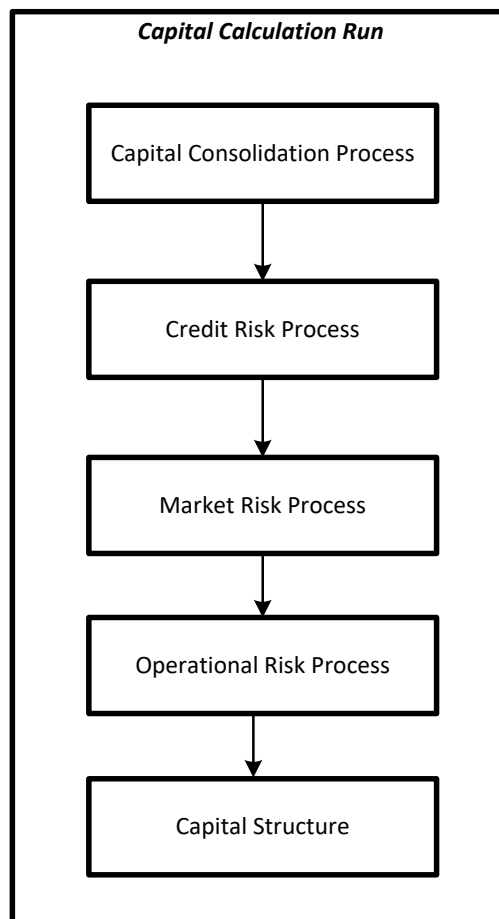 Capital Calculation Run
Capital Consolidation Process
Credit Risk Process
Market Risk Process
Operational Risk Process
Capital Structure